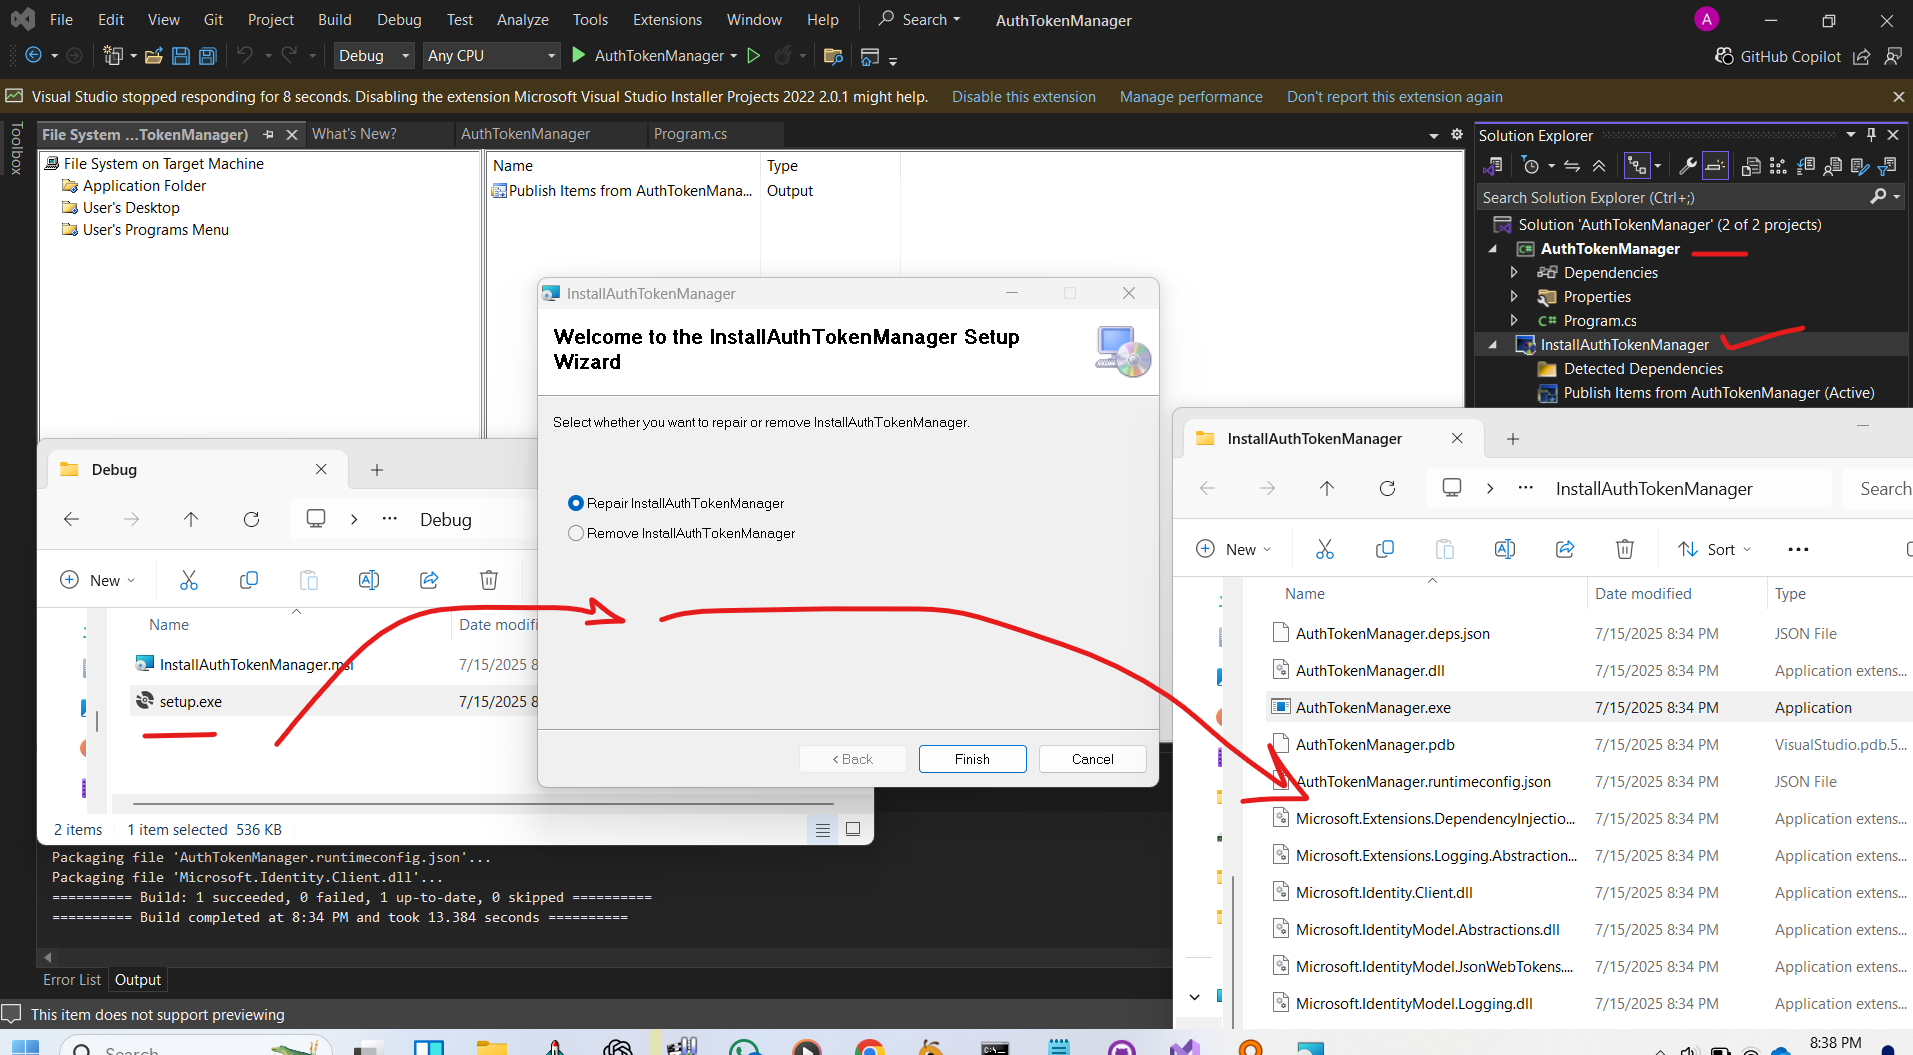 File Edit View Git Project Build Debug Test Analyze Tools Extensions Window Help Search AuthTokenManager A
Debug Any CPU AuthTokenManager GitHub Copilot
Visual Studio stopped responding for 8 seconds. Disabling the extension Microsoft Visual Studio Installer Projects 2022 2.0.1 might help. Disable this extension Manage performance Don't report this extension again
Toolbox
File System ...TokenManager) What's New? AuthTokenManager Program.cs
File System on Target Machine
Application Folder
User's Desktop
User's Programs Menu
Name Type
Publish Items from AuthTokenMana... Output
Solution Explorer
Search Solution Explorer (Ctrl+;)
Solution 'AuthTokenManager' (2 of 2 projects)
AuthTokenManager
Dependencies
Properties
C# Program.cs
InstallAuthTokenManager
Detected Dependencies
Publish Items from AuthTokenManager (Active)
InstallAuthTokenManager
Welcome to the InstallAuthTokenManager Setup
Wizard
Select whether you want to repair or remove InstallAuthTokenManager.
Repair InstallAuthTokenManager
Remove InstallAuthTokenManager
< Back Finish Cancel
Debug
Debug
New
Name Date modifi
InstallAuthTokenManager.msi 7/15/2025 8
setup.exe 7/15/2025 8
2 items 1 item selected 536 KB
InstallAuthTokenManager
InstallAuthTokenManager Search
New Sort
Name Date modified Type
AuthTokenManager.deps.json 7/15/2025 8:34 PM JSON File
AuthTokenManager.dll 7/15/2025 8:34 PM Application extens...
AuthTokenManager.exe 7/15/2025 8:34 PM Application
AuthTokenManager.pdb 7/15/2025 8:34 PM VisualStudio.pdb.5...
AuthTokenManager.runtimeconfig.json 7/15/2025 8:34 PM JSON File
Microsoft.Extensions.DependencyInjectio... 7/15/2025 8:34 PM Application extens...
Microsoft.Extensions.Logging.Abstraction... 7/15/2025 8:34 PM Application extens...
Microsoft.Identity.Client.dll 7/15/2025 8:34 PM Application extens...
Microsoft.IdentityModel.Abstractions.dll 7/15/2025 8:34 PM Application extens...
Microsoft.IdentityModel.JsonWebTokens.... 7/15/2025 8:34 PM Application extens...
Microsoft.IdentityModel.Logging.dll 7/15/2025 8:34 PM Application extens...
Packaging file 'AuthTokenManager.runtimeconfig.json'...
Packaging file 'Microsoft.Identity.Client.dll'...
========== Build: 1 succeeded, 0 failed, 1 up-to-date, 0 skipped ==========
========== Build completed at 8:34 PM and took 13.384 seconds ==========
Error List Output
This item does not support previewing
Search
8:38 PM